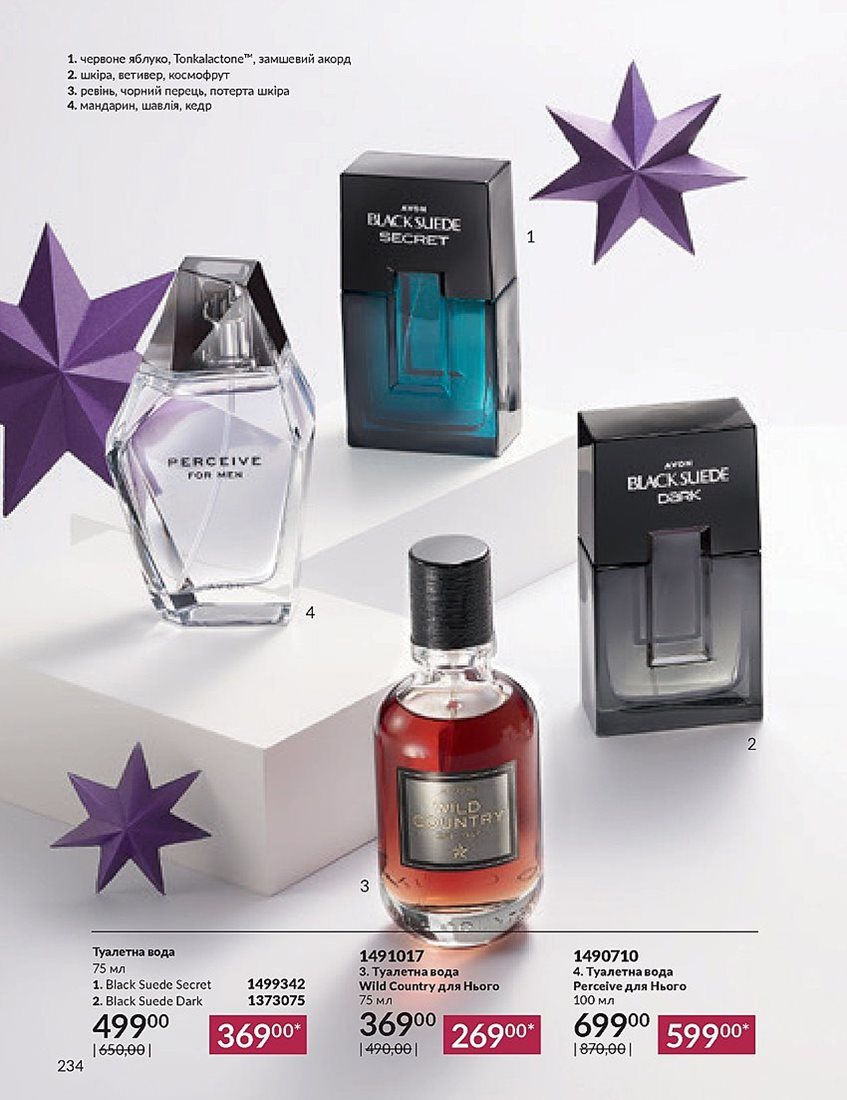 1. червоне яблуко, Tonkalactone™, замшевий акорд
2. шкіра, ветивер, космофрут
3. ревінь, чорний перець, потерта шкіра
4. мандарин, шавлія, кедр
AVON
BLACK SUEDE
SECRET
1
PERCEIVE
FOR MEN
AVON
4
AVON
BLACK SUEDE
DARK
2
AVON
WILD
COUNTRY
3
Туалетна вода
75 мл
1. Black Suede Secret 1499342
2. Black Suede Dark 1373075
49900 36900*
|650,00|
1491017
3. Туалетна вода
Wild Country для Нього
75 мл
36900 26900*
|490,00|
1490710
4. Туалетна вода
Perceive для Нього
100 мл
69900 59900*
|870,00|
234